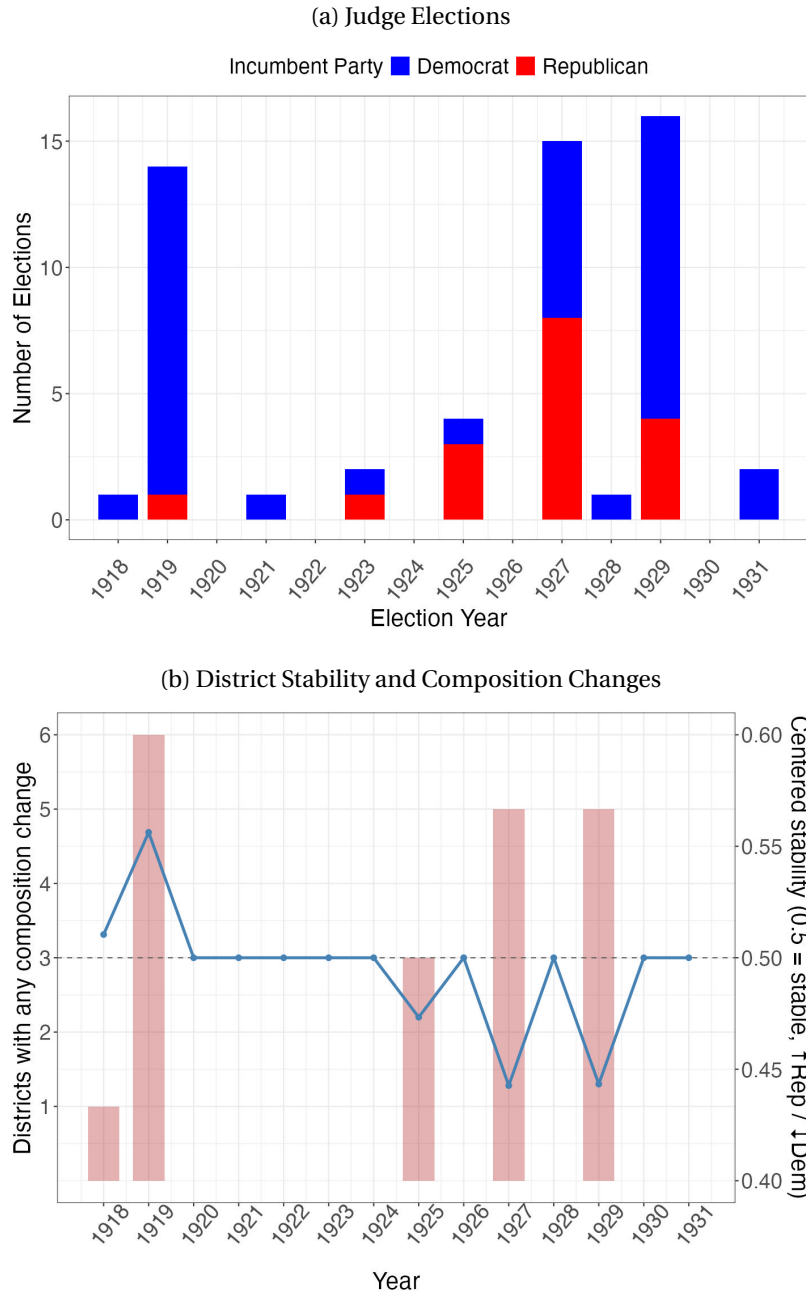 (a) Judge Elections
Incumbent Party Democrat Republican
Number of Elections
15
10
5
0
1918 1919 1920 1921 1922 1923 1924 1925 1926 1927 1928 1929 1930 1931
Election Year
(b) District Stability and Composition Changes
Districts with any composition change
6
5
4
3
2
1
0.60
0.55
0.50
0.45
0.40
Centered stability (0.5 = stable, ↑Rep / ↓Dem)
1918 1919 1920 1921 1922 1923 1924 1925 1926 1927 1928 1929 1930 1931
Year